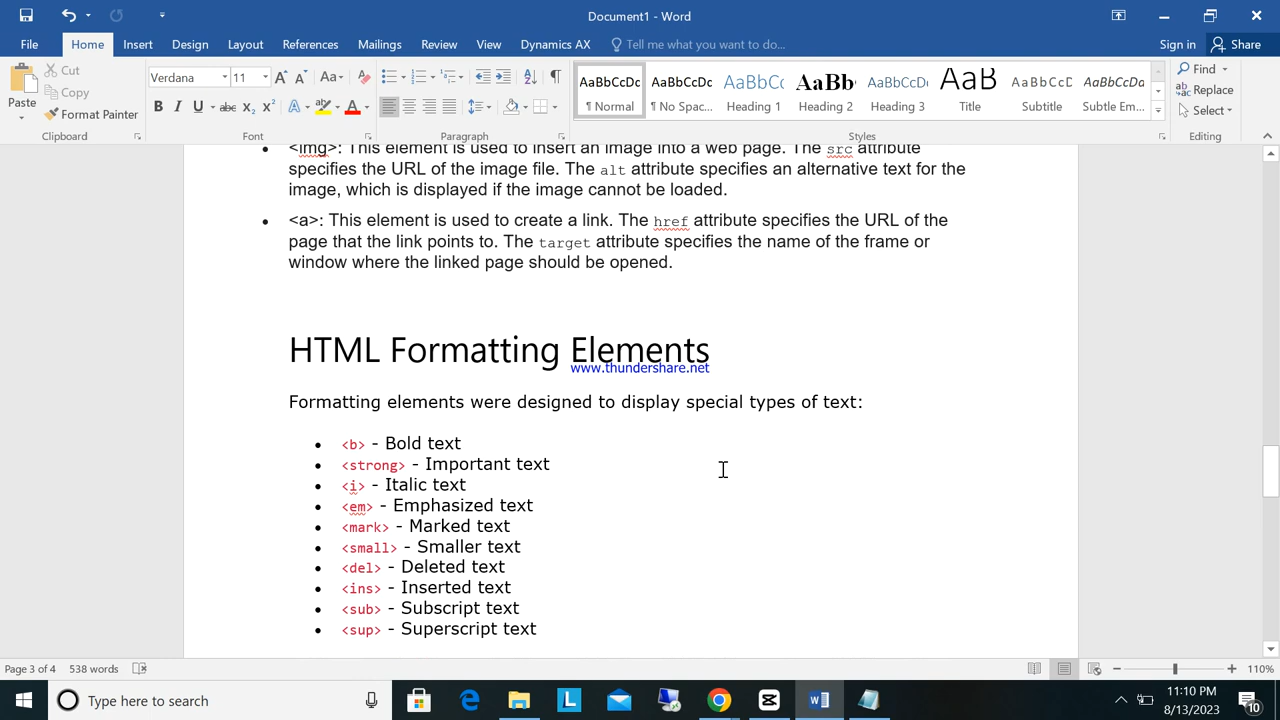 Document1 - Word
File Home Insert Design Layout References Mailings Review View Dynamics AX Tell me what you want to do... Sign in Share
Paste
Cut
Copy
Format Painter
Clipboard
Verdana 11
Font
Paragraph
AaBbCcDc AaBbCcDc AaBbC AaBb AaBbCcD AaB AaBbCcD AaBbCcD
¶ Normal ¶ No Spac... Heading 1 Heading 2 Heading 3 Title Subtitle Subtle Em...
Styles
Find
Replace
Select
Editing
• <img>: This element is used to insert an image into a web page. The src attribute
specifies the URL of the image file. The alt attribute specifies an alternative text for the
image, which is displayed if the image cannot be loaded.
• <a>: This element is used to create a link. The href attribute specifies the URL of the
page that the link points to. The target attribute specifies the name of the frame or
window where the linked page should be opened.
HTML Formatting Elements
www.thundershare.net
Formatting elements were designed to display special types of text:
• <b> - Bold text
• <strong> - Important text
• <i> - Italic text
• <em> - Emphasized text
• <mark> - Marked text
• <small> - Smaller text
• <del> - Deleted text
• <ins> - Inserted text
• <sub> - Subscript text
• <sup> - Superscript text
Page 3 of 4 538 words 110%
Type here to search
11:10 PM
8/13/2023
10